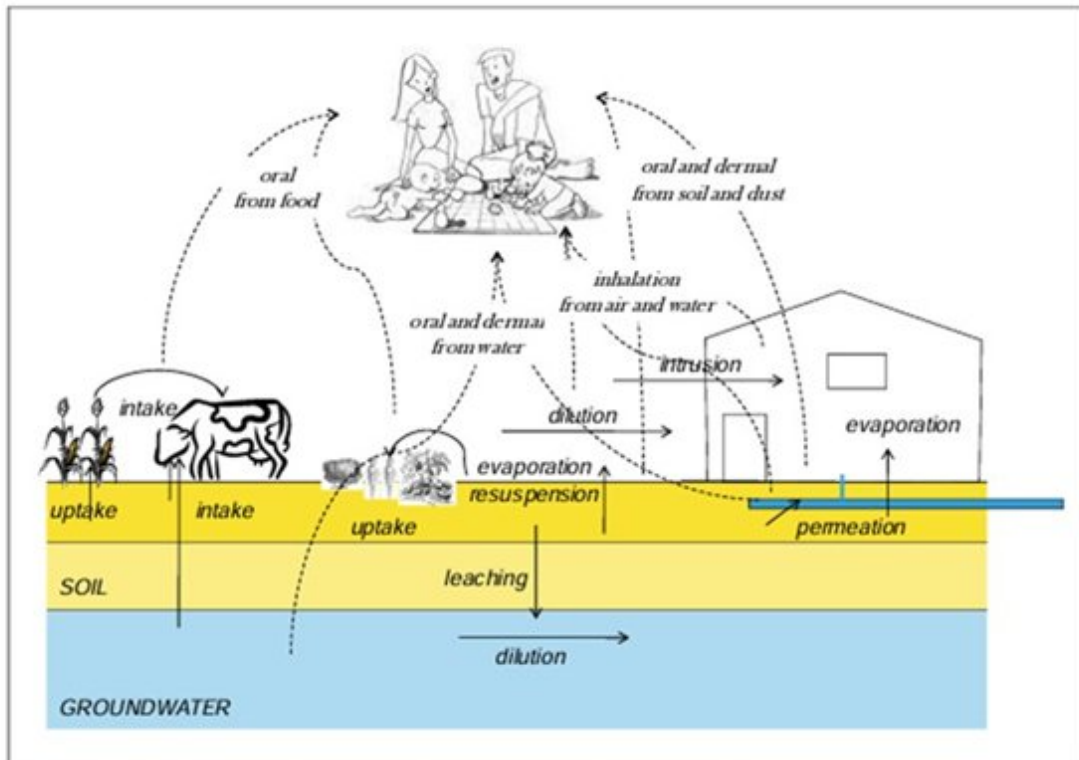 oral
from food
oral and dermal
from soil and dust
inhalation
from air and water
oral and dermal
from water
intrusion
intake
dilution
evaporation
evaporation
resuspension
uptake
intake
uptake
permeation
leaching
SOIL
dilution
GROUNDWATER